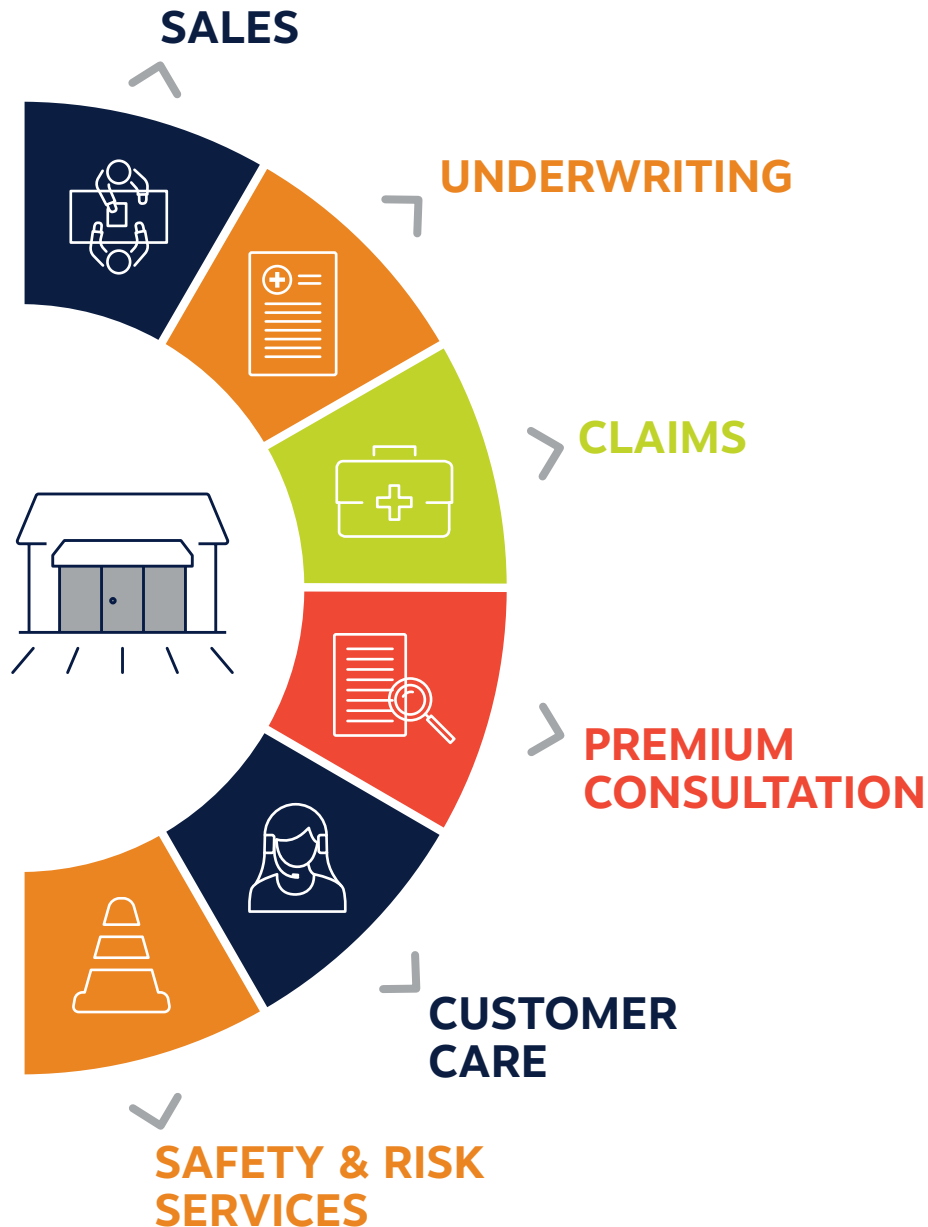 SALES
UNDERWRITING
CLAIMS
PREMIUM
CONSULTATION
CUSTOMER
CARE
SAFETY & RISK
SERVICES